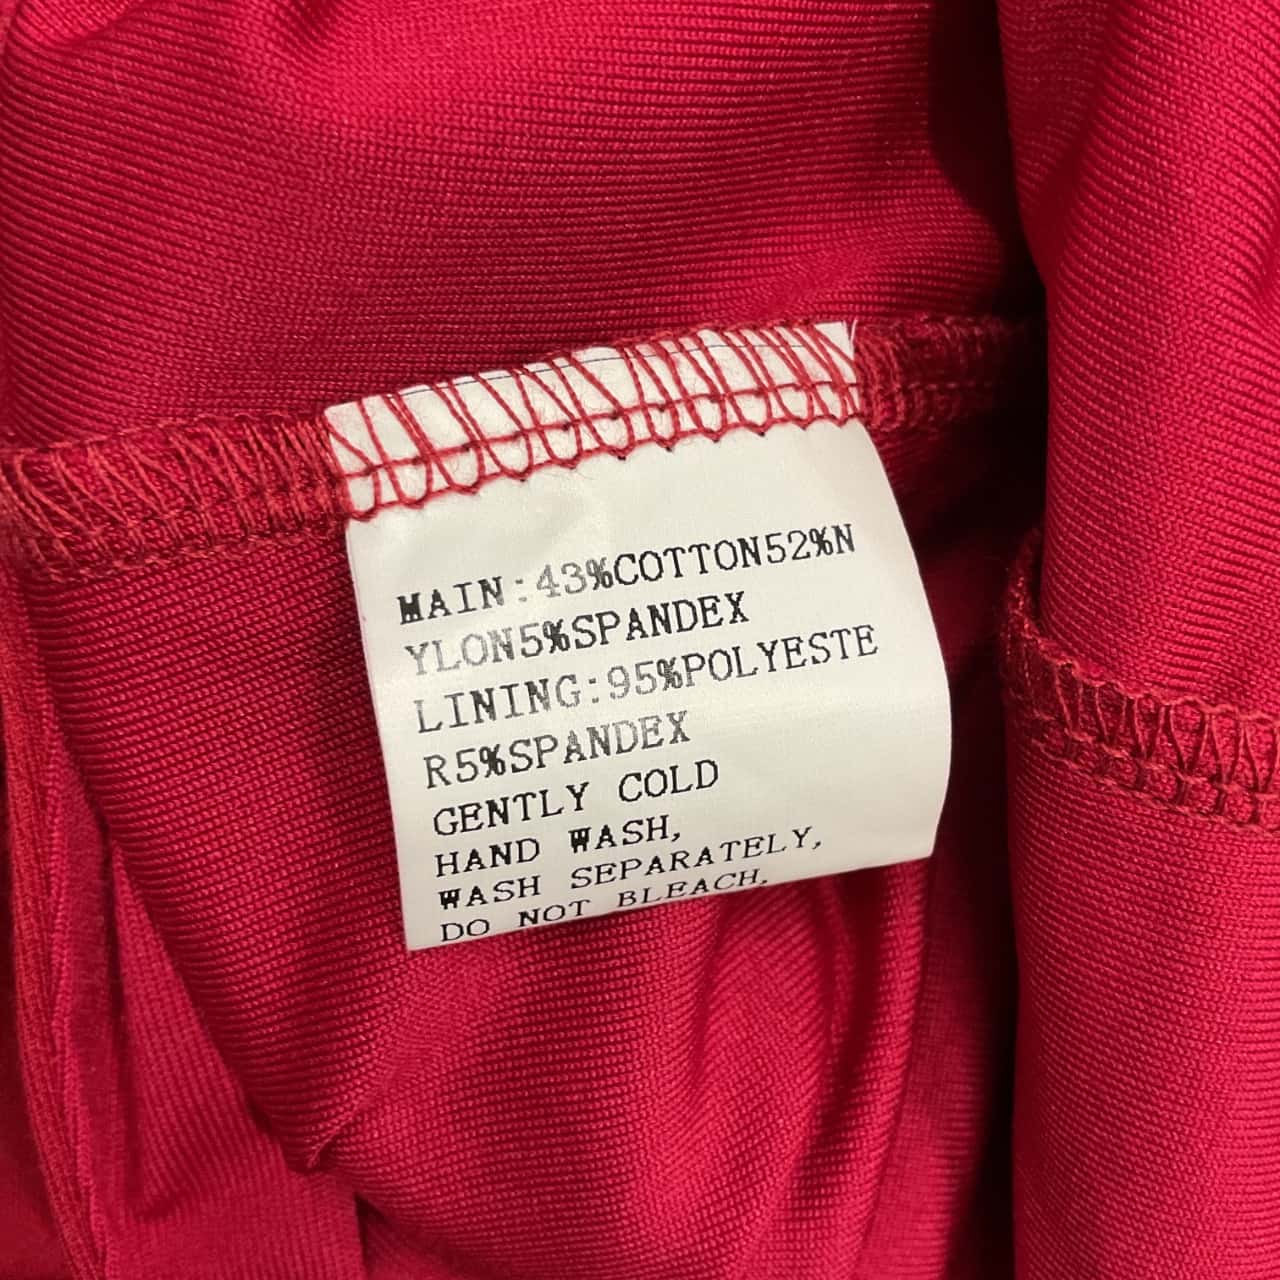 MAIN:43%COTTON52%N
YLON5%SPANDEX
LINING:95%POLYESTE
R5%SPANDEX
GENTLY COLD
HAND WASH,
WASH SEPARATELY,
DO NOT BLEACH,